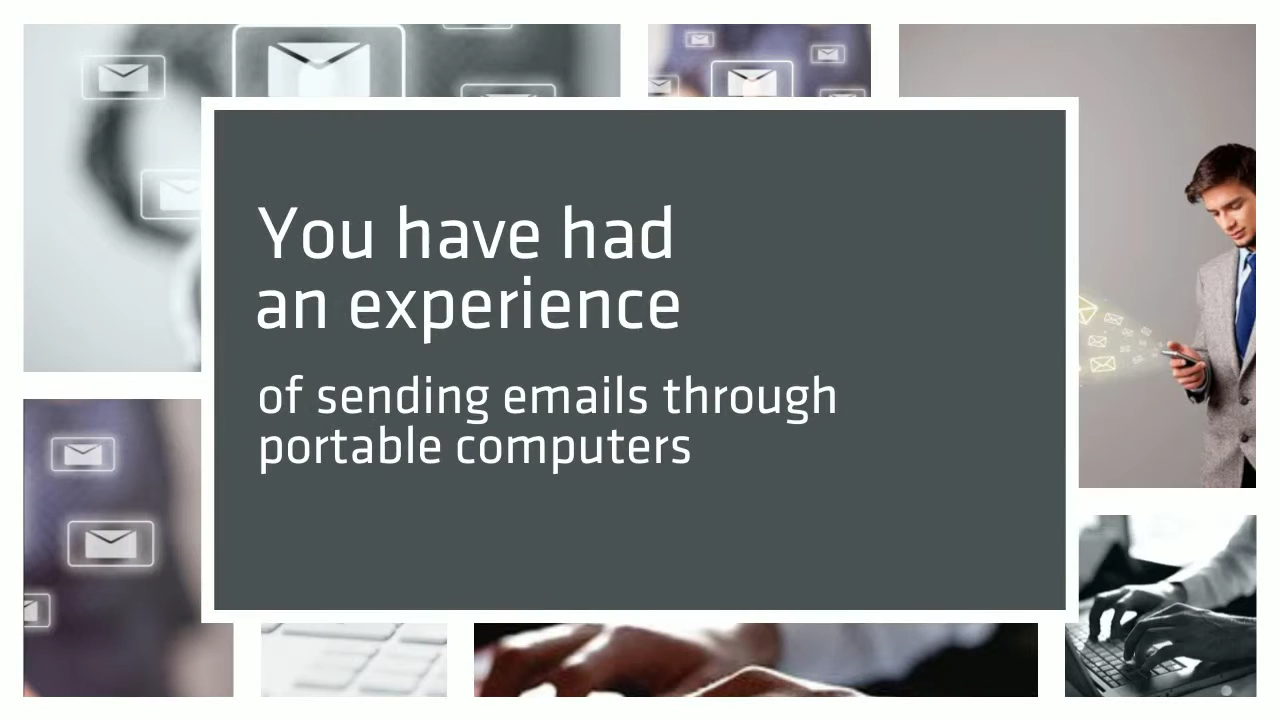 You have had
an experience
of sending emails through
portable computers